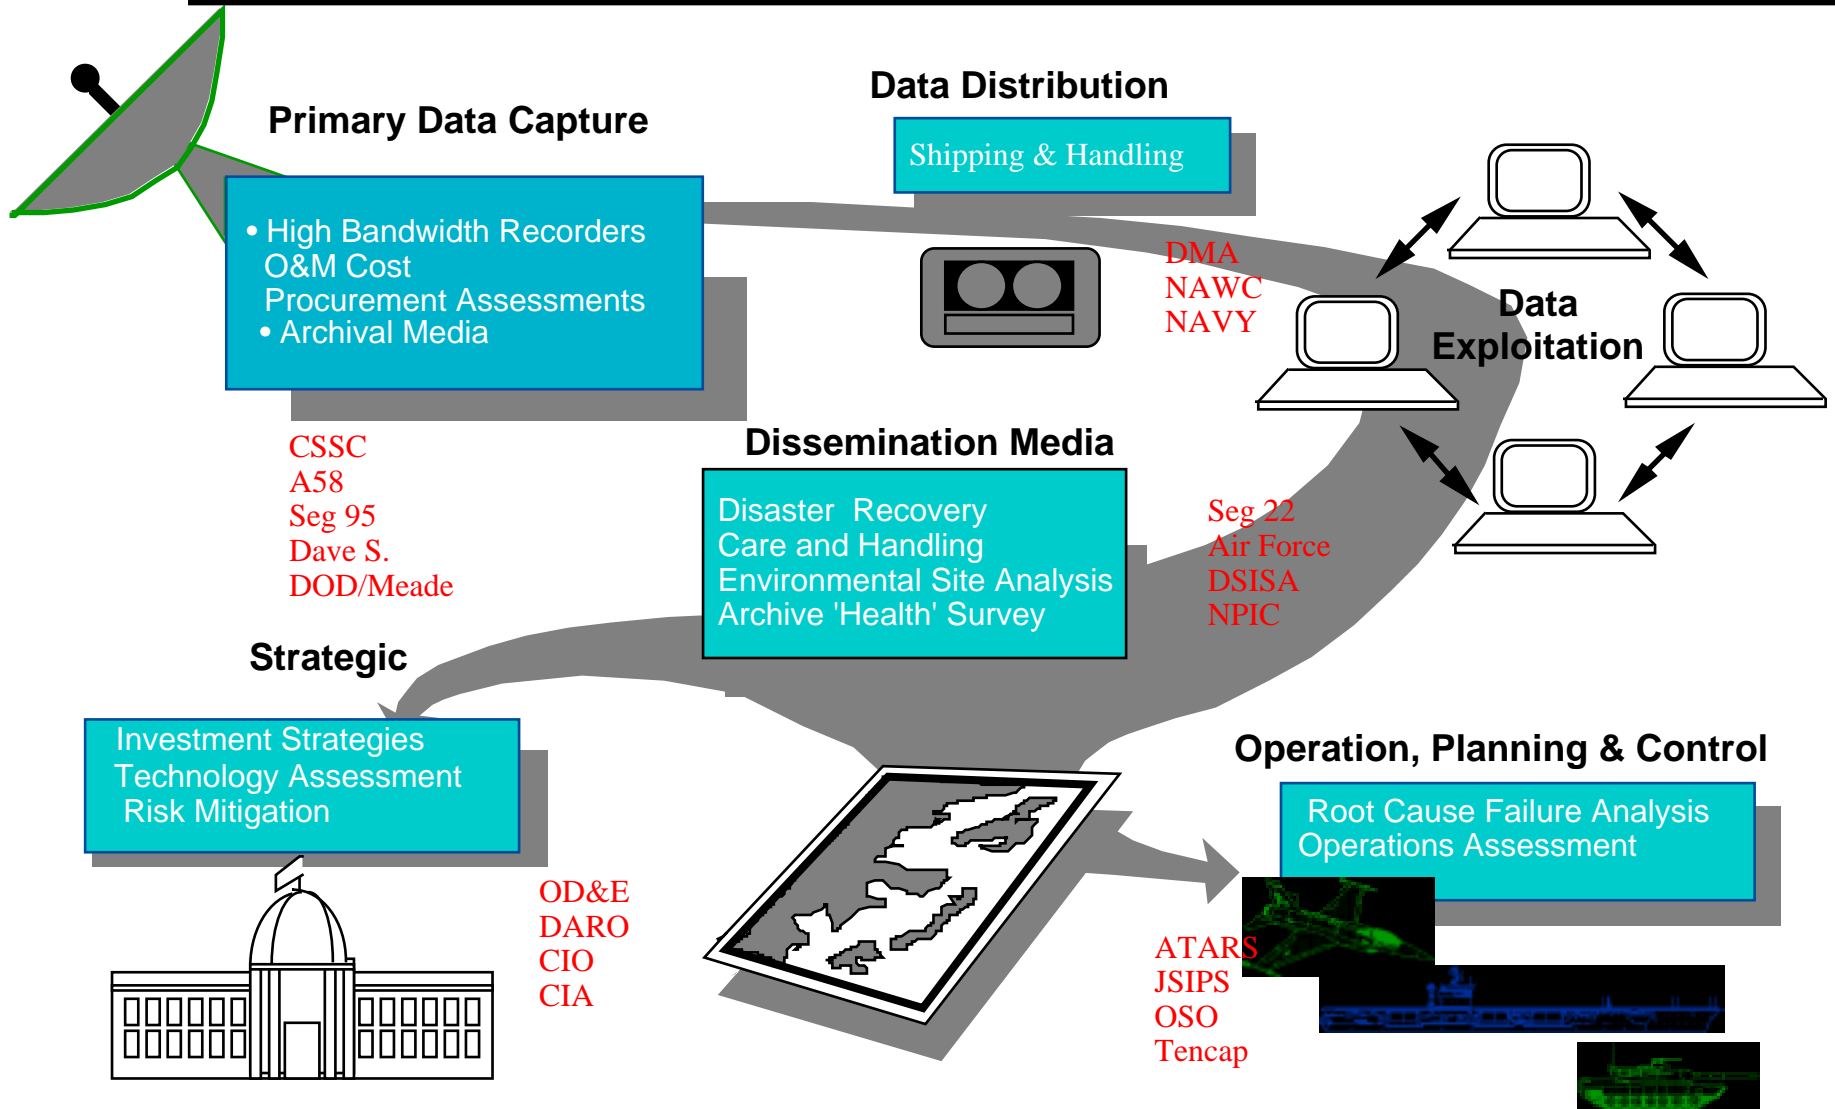 Primary Data Capture
• High Bandwidth Recorders
O&M Cost
Procurement Assessments
• Archival Media
CSSC
A58
Seg 95
Dave S.
DOD/Meade
Data Distribution
Shipping & Handling
DMA
NAWC
NAVY
Data
Exploitation
Dissemination Media
Disaster Recovery
Care and Handling
Environmental Site Analysis
Archive 'Health' Survey
Seg 22
Air Force
DSISA
NPIC
Strategic
Investment Strategies
Technology Assessment
Risk Mitigation
OD&E
DARO
CIO
CIA
Operation, Planning & Control
Root Cause Failure Analysis
Operations Assessment
ATARS
JSIPS
OSO
Tencap